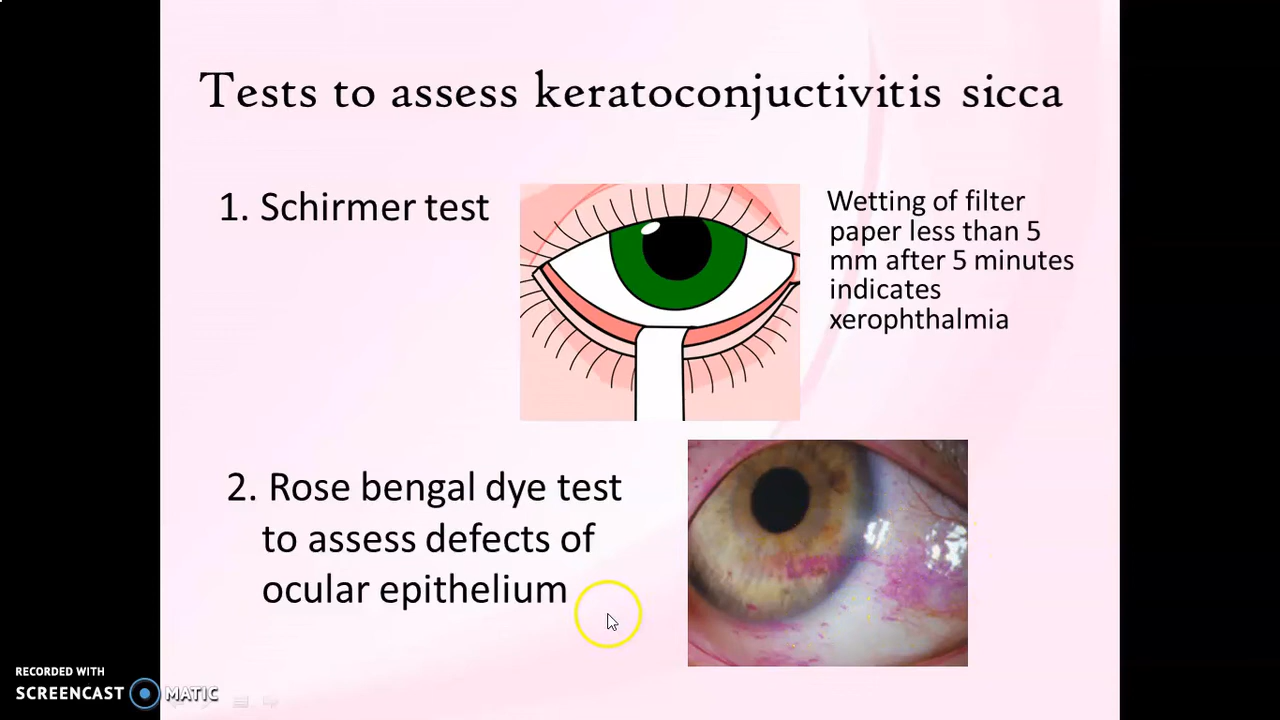 Tests to assess keratoconjuctivitis sicca
1. Schirmer test
Wetting of filter
paper less than 5
mm after 5 minutes
indicates
xerophthalmia
2. Rose bengal dye test
to assess defects of
ocular epithelium
RECORDED WITH
SCREENCAST MATIC